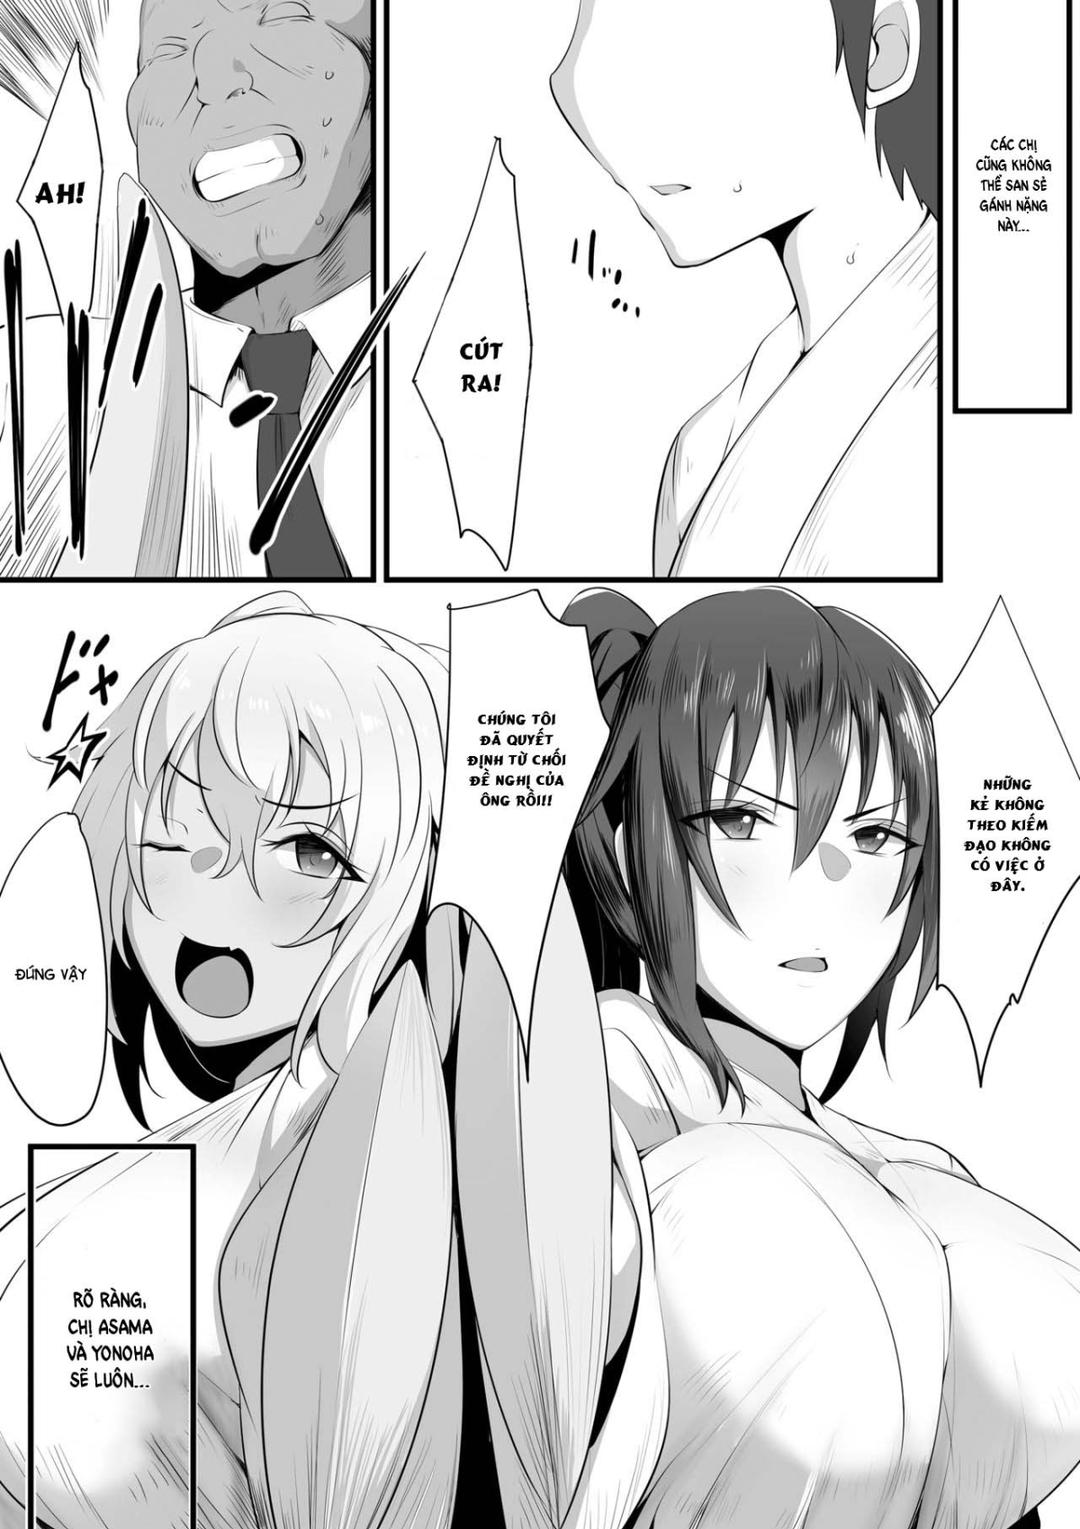 CÁC CHỊ
CŨNG KHÔNG
THỂ SAN SẺ
GÁNH NẶNG
NÀY...
CÚT
RA!
AH!
NHỮNG
KẺ KHÔNG
THEO KIẾM
ĐẠO KHÔNG
CÓ VIỆC Ở
ĐÂY.
CHÚNG TÔI
ĐÃ QUYẾT
ĐỊNH TỪ CHỐI
ĐỀ NGHỊ CỦA
ÔNG RỒI!!
ドヤ
ĐÚNG VẬY
RÕ RÀNG,
CHỊ ASAMA
VÀ YONOHA
SẼ LUÔN...